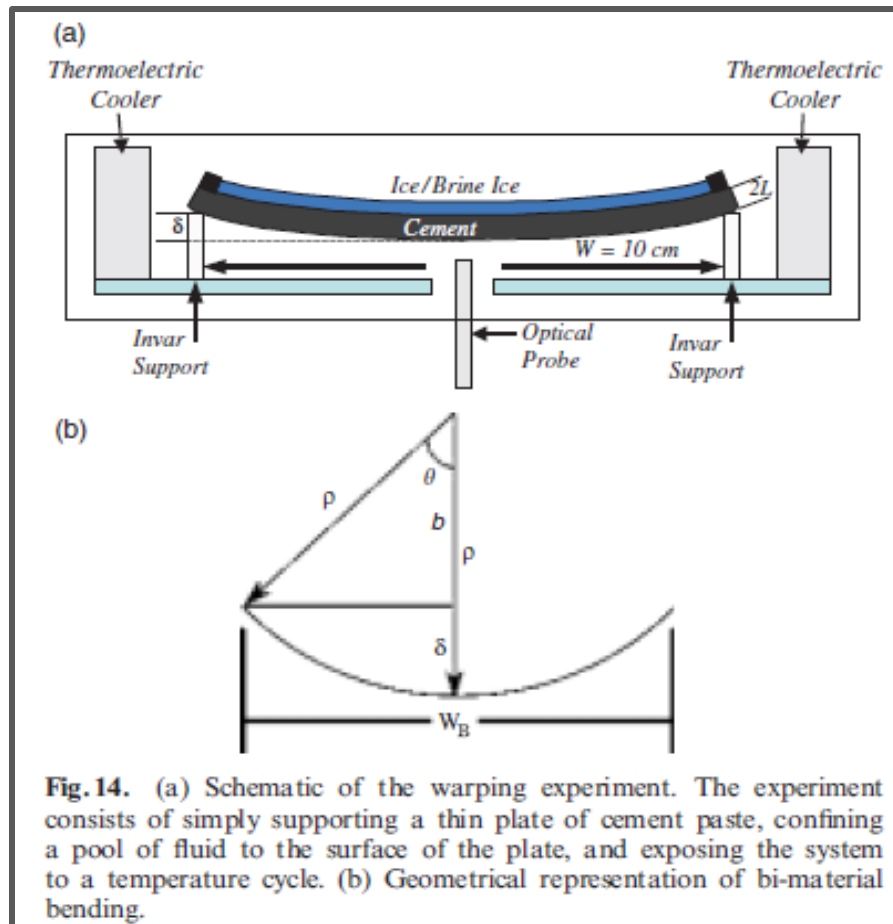 (a)
Thermoelectric
Cooler
Thermoelectric
Cooler
Ice/Brine Ice
2L
δ
Cement
W = 10 cm
Invar
Support
Optical
Probe
Invar
Support
(b)
θ
ρ
b
ρ
δ
W_B
Fig. 14. (a) Schematic of the warping experiment. The experiment
consists of simply supporting a thin plate of cement paste, confining
a pool of fluid to the surface of the plate, and exposing the system
to a temperature cycle. (b) Geometrical representation of bi-material
bending.